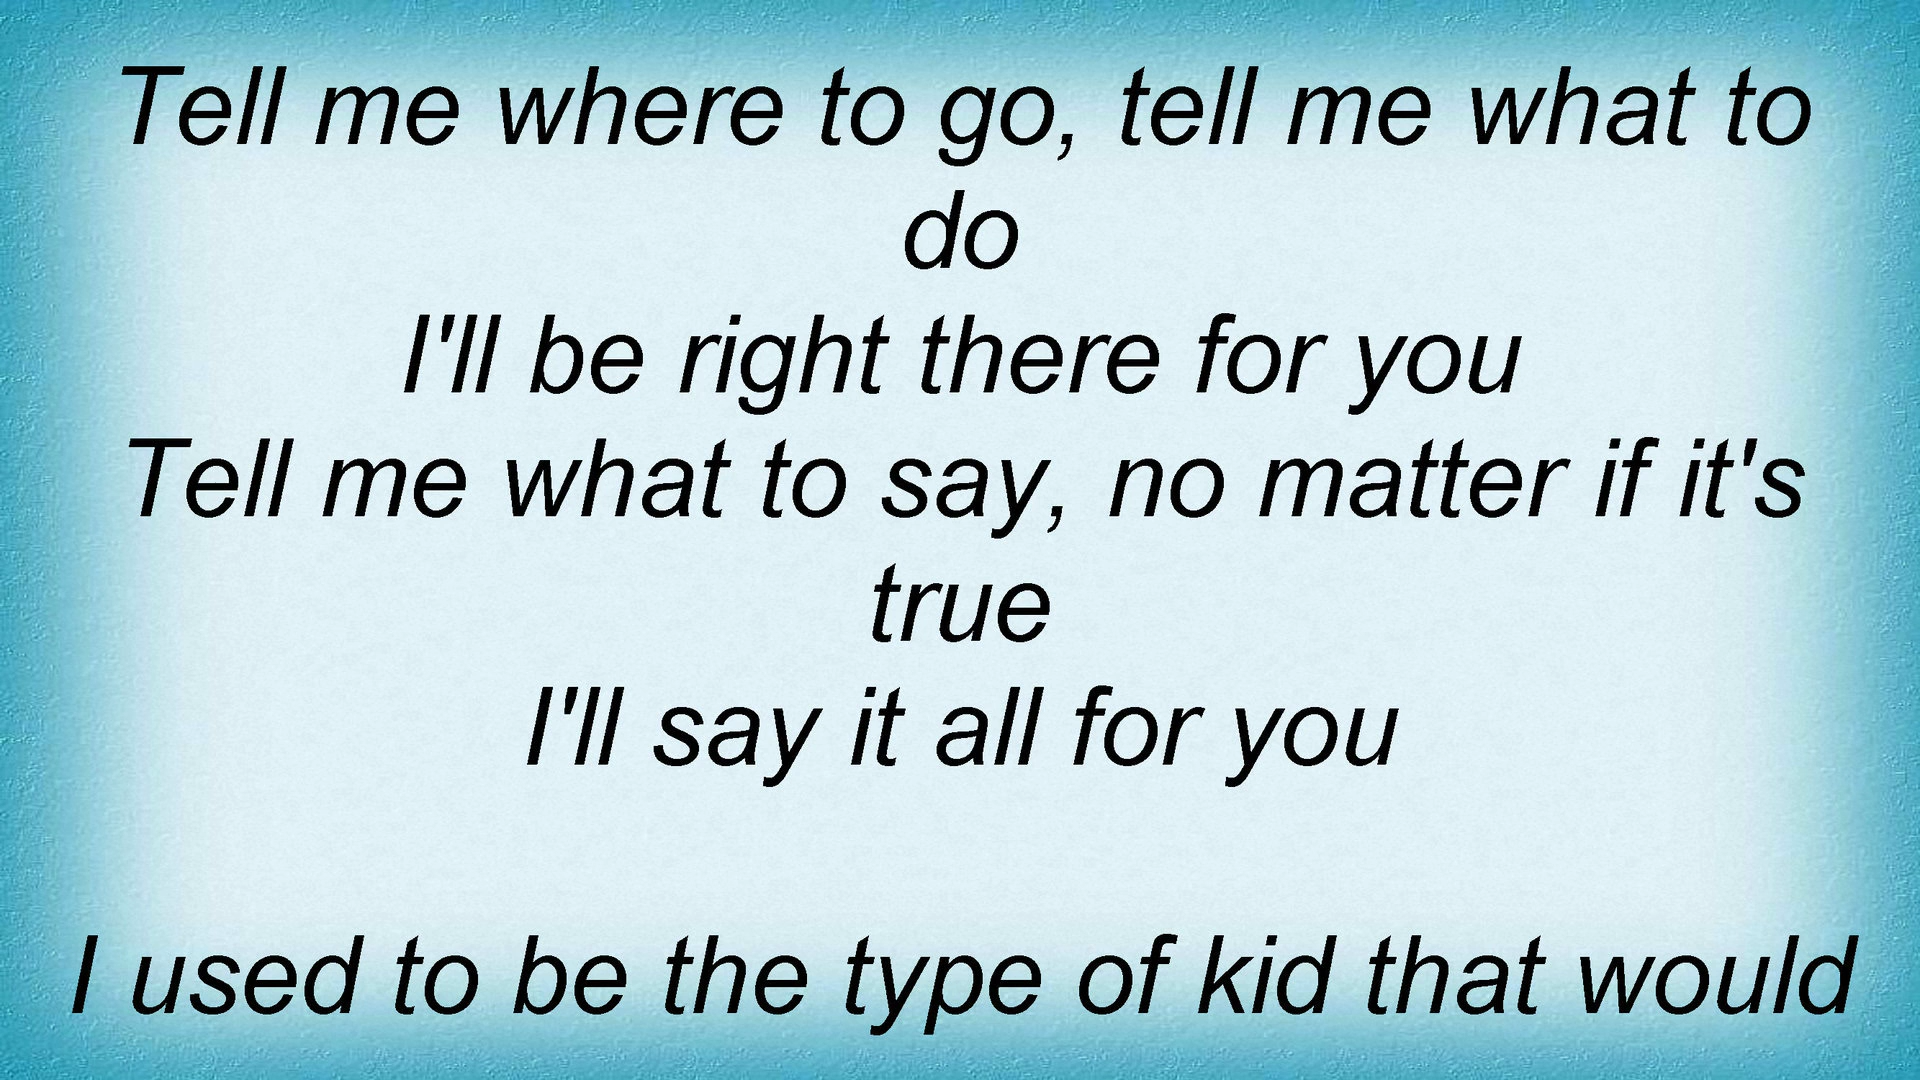 Tell me where to go, tell me what to
do
I'll be right there for you
Tell me what to say, no matter if it's
true
I'll say it all for you
I used to be the type of kid that would